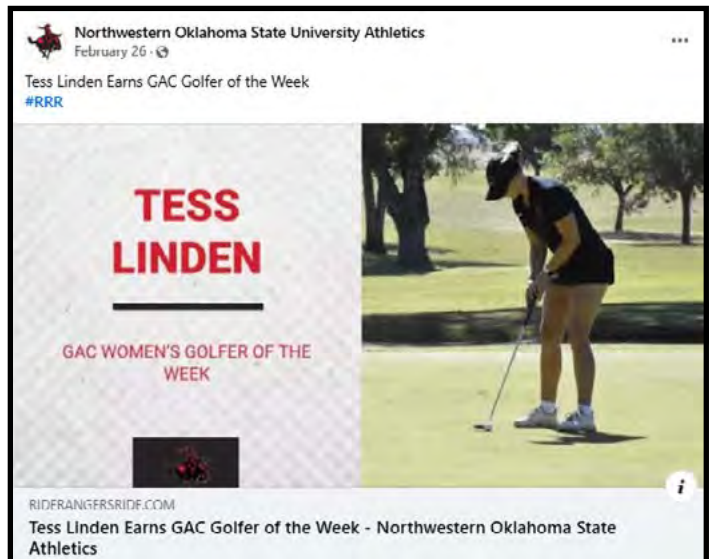 Northwestern Oklahoma State University Athletics
February 26
Tess Linden Earns GAC Golfer of the Week
#RRR
TESS
LINDEN
GAC WOMEN'S GOLFER OF THE
WEEK
i
RIDERANGERSRIDE.COM
Tess Linden Earns GAC Golfer of the Week - Northwestern Oklahoma State
Athletics